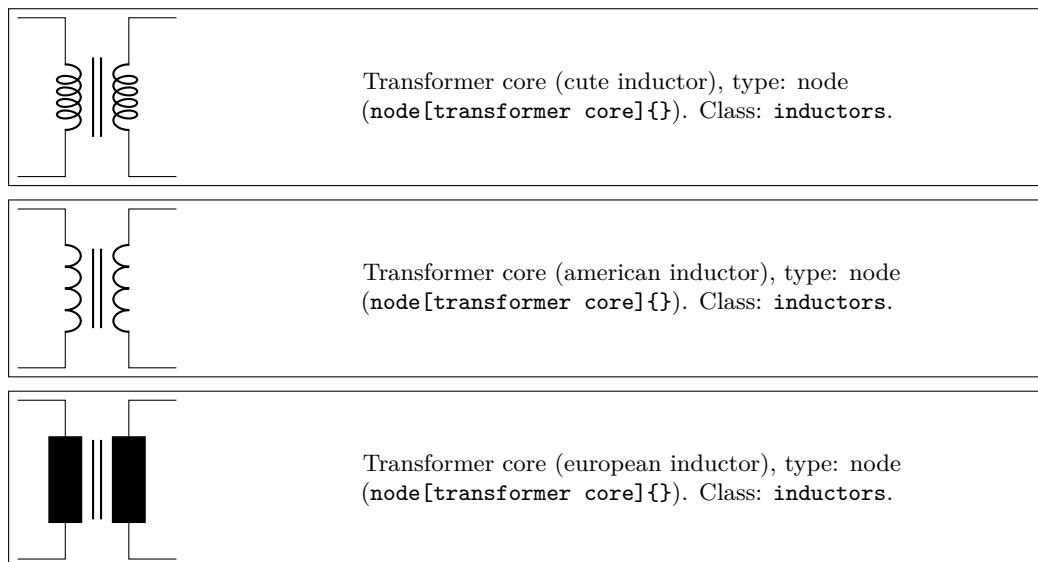 Transformer core (cute inductor), type: node
(node[transformer core]{}). Class: inductors.
Transformer core (american inductor), type: node
(node[transformer core]{}). Class: inductors.
Transformer core (european inductor), type: node
(node[transformer core]{}). Class: inductors.